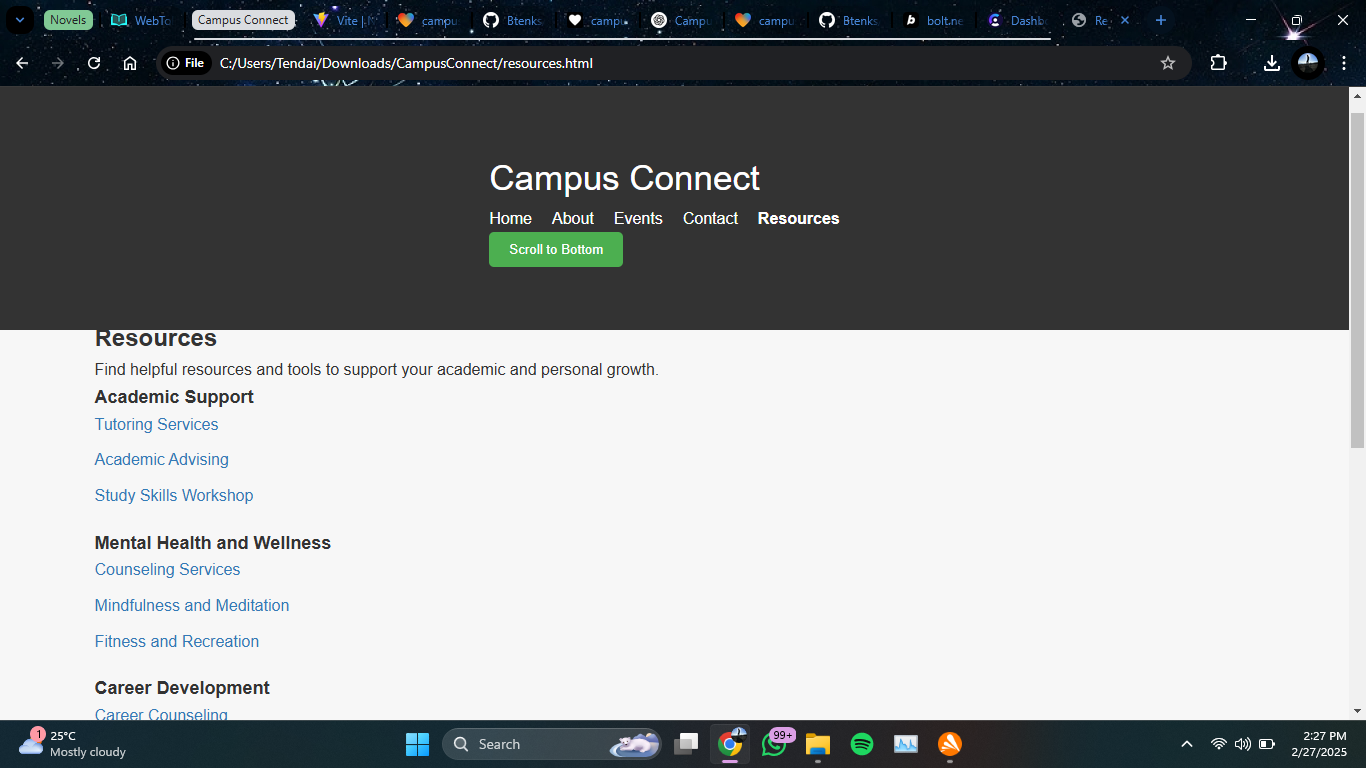 Novels
WebTo
Campus Connect
Vite |
campu
Btenks
campu
Campu
campu
Btenks
bolt.ne
Dashb
Re
File
C:/Users/Tendai/Downloads/CampusConnect/resources.html
Campus Connect
Home About Events Contact Resources
Scroll to Bottom
Resources
Find helpful resources and tools to support your academic and personal growth.
Academic Support
Tutoring Services
Academic Advising
Study Skills Workshop
Mental Health and Wellness
Counseling Services
Mindfulness and Meditation
Fitness and Recreation
Career Development
Career Counseling
1
25°C
Mostly cloudy
Search
99+
2:27 PM
2/27/2025